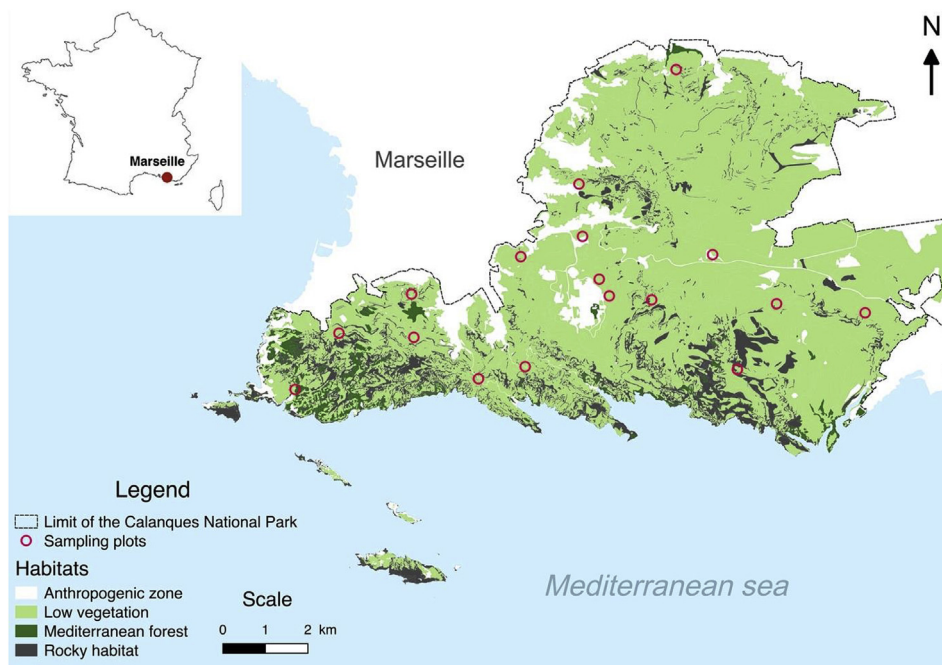 N
Marseille
Marseille
Legend
Limit of the Calanques National Park
Sampling plots
Habitats
Anthropogenic zone
Low vegetation
Mediterranean forest
Rocky habitat
Scale
0 1 2 km
Mediterranean sea